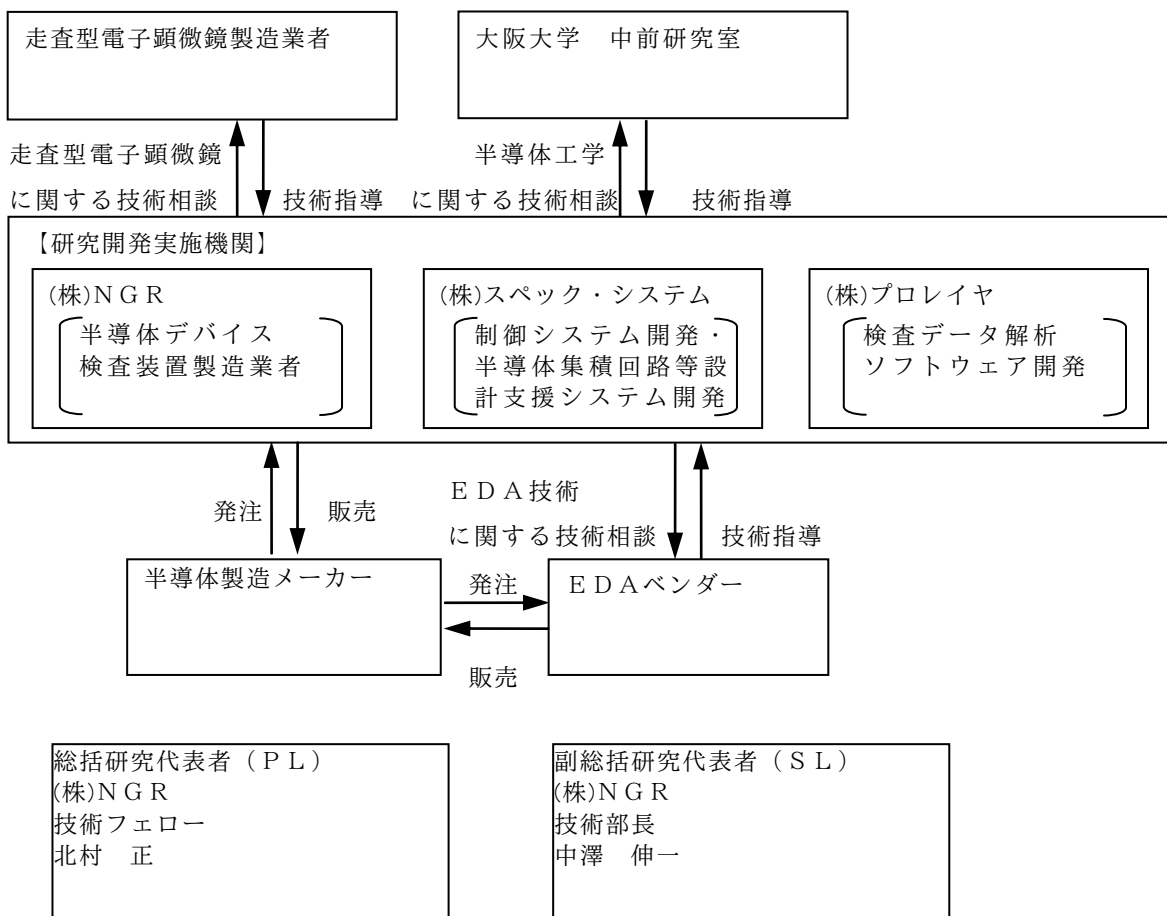 走査型電子顕微鏡製造業者
大阪大学　中前研究室
走査型電子顕微鏡
に関する技術相談
技術指導
半導体工学
に関する技術相談
技術指導
【研究開発実施機関】
(株)ＮＧＲ
半導体デバイス
検査装置製造業者
(株)スペック・システム
制御システム開発・
半導体集積回路等設
計支援システム開発
(株)プロレイヤ
検査データ解析
ソフトウェア開発
発注
販売
ＥＤＡ技術
に関する技術相談
技術指導
半導体製造メーカー
発注
ＥＤＡベンダー
販売
総括研究代表者（ＰＬ）
(株)ＮＧＲ
技術フェロー
北村　正
副総括研究代表者（ＳＬ）
(株)ＮＧＲ
技術部長
中澤　伸一